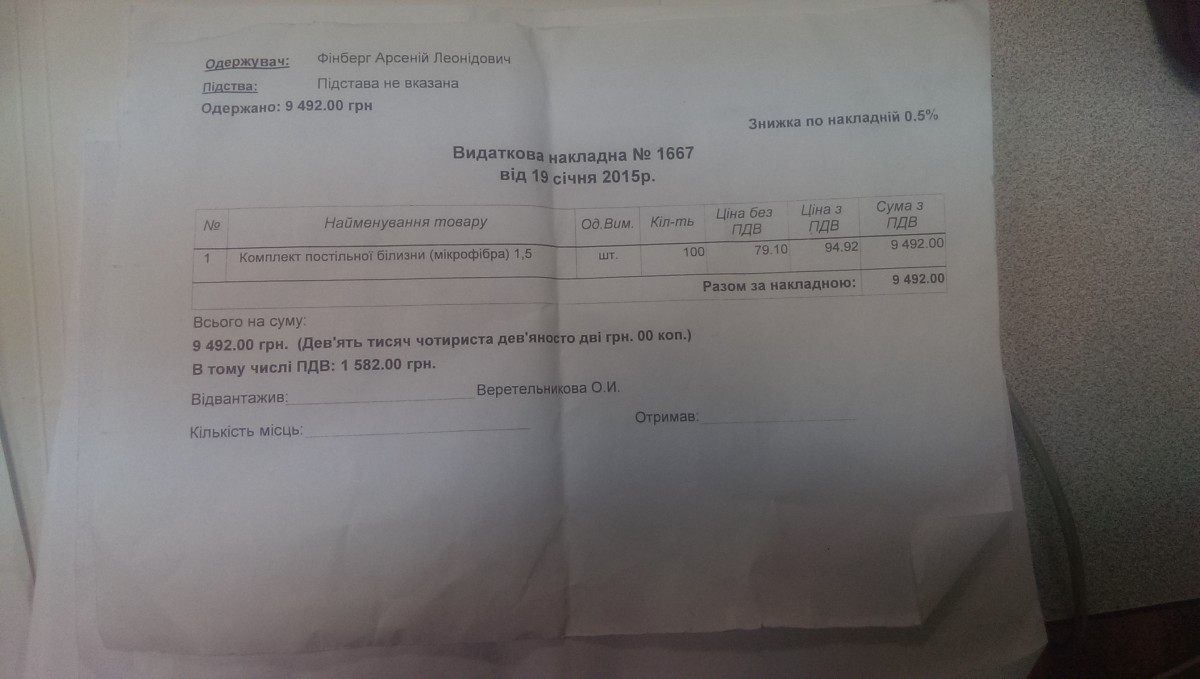 Одержувач: Фінберг Арсеній Леонідович
Підства: Підстава не вказана
Одержано: 9 492.00 грн
Знижка по накладній 0.5%
Видаткова накладна № 1667
від 19 січня 2015р.
№ Найменування товару Од.Вим. Кіл-ть Ціна без ПДВ Ціна з ПДВ Сума з ПДВ
1 Комплект постільної білизни (мікрофібра) 1,5 шт. 100 79.10 94.92 9 492.00
Разом за накладною: 9 492.00
Всього на суму:
9 492.00 грн. (Дев'ять тисяч чотириста дев'яносто дві грн. 00 коп.)
В тому числі ПДВ: 1 582.00 грн.
Відвантажив: Веретельникова О.И.
Кількість місць: Отримав: